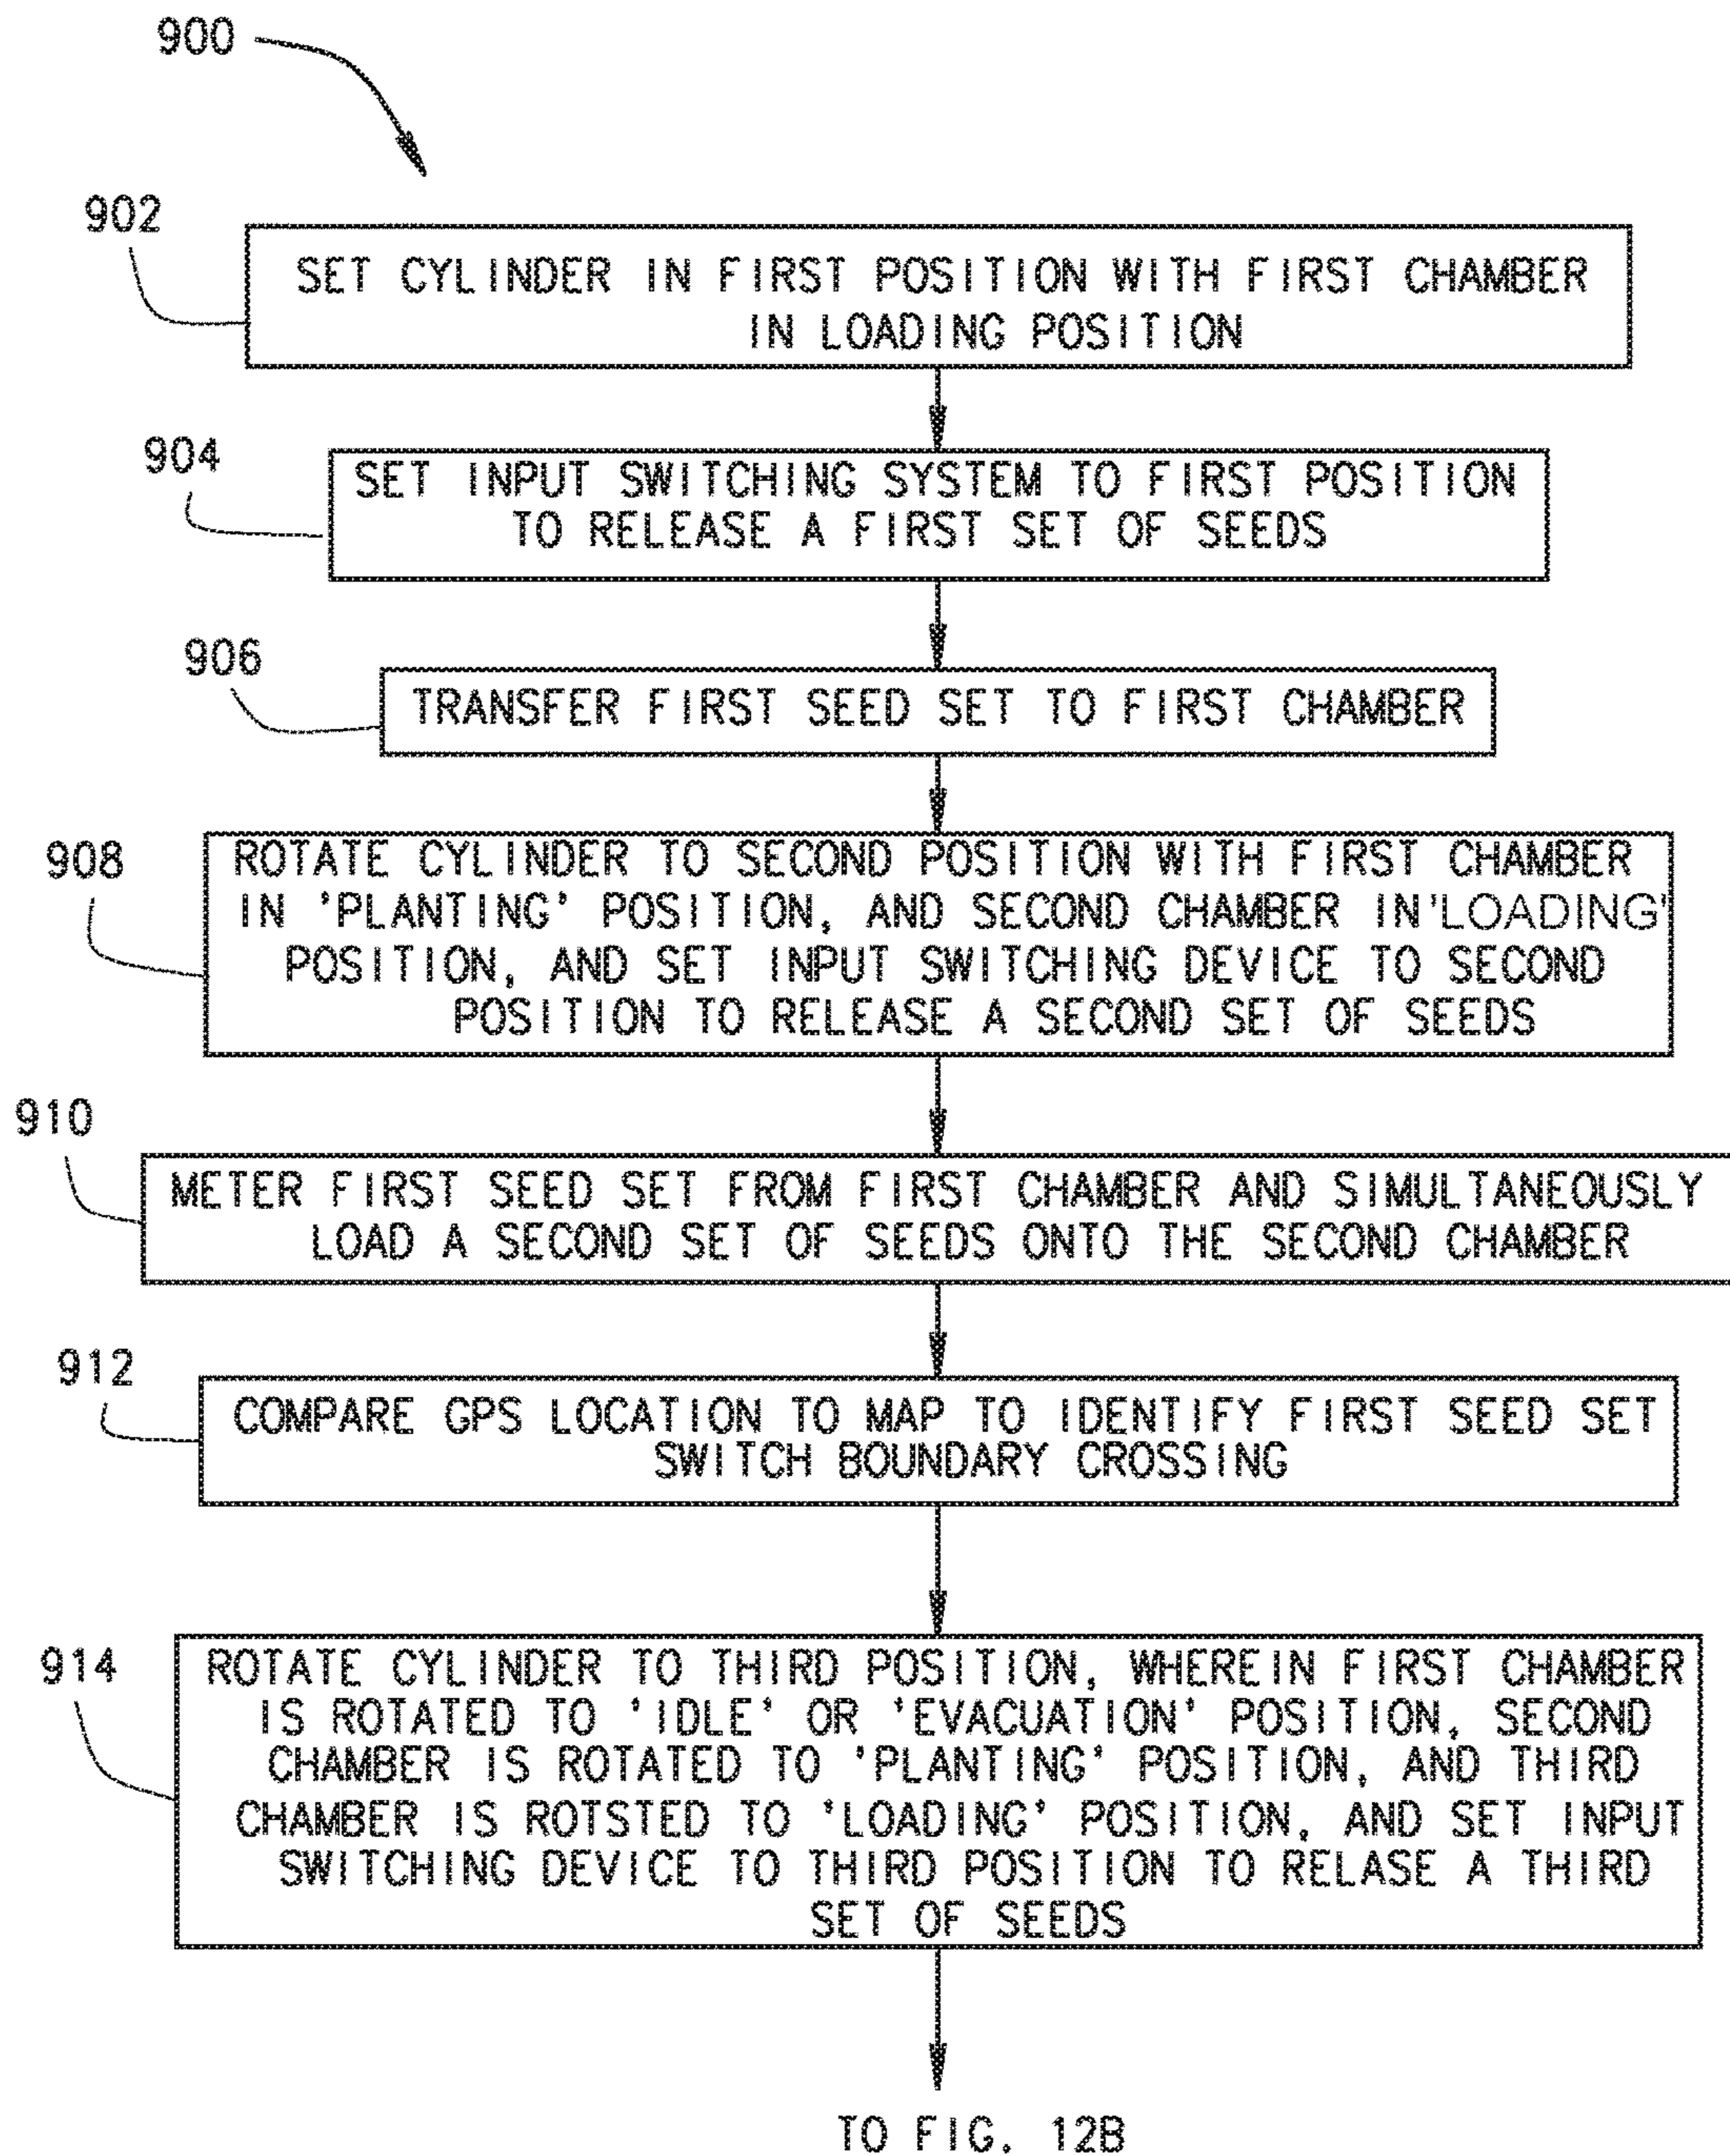 900
902
SET CYLINDER IN FIRST POSITION WITH FIRST CHAMBER
IN LOADING POSITION
904
SET INPUT SWITCHING SYSTEM TO FIRST POSITION
TO RELEASE A FIRST SET OF SEEDS
906
TRANSFER FIRST SEED SET TO FIRST CHAMBER
908
ROTATE CYLINDER TO SECOND POSITION WITH FIRST CHAMBER
IN 'PLANTING' POSITION, AND SECOND CHAMBER IN'LOADING'
POSITION, AND SET INPUT SWITCHING DEVICE TO SECOND
POSITION TO RELEASE A SECOND SET OF SEEDS
910
METER FIRST SEED SET FROM FIRST CHAMBER AND SIMULTANEOUSLY
LOAD A SECOND SET OF SEEDS ONTO THE SECOND CHAMBER
912
COMPARE GPS LOCATION TO MAP TO IDENTIFY FIRST SEED SET
SWITCH BOUNDARY CROSSING
914
ROTATE CYLINDER TO THIRD POSITION, WHEREIN FIRST CHAMBER
IS ROTATED TO 'IDLE' OR 'EVACUATION' POSITION, SECOND
CHAMBER IS ROTATED TO 'PLANTING' POSITION, AND THIRD
CHAMBER IS ROTSTED TO 'LOADING' POSITION, AND SET INPUT
SWITCHING DEVICE TO THIRD POSITION TO RELASE A THIRD
SET OF SEEDS
TO FIG. 12B